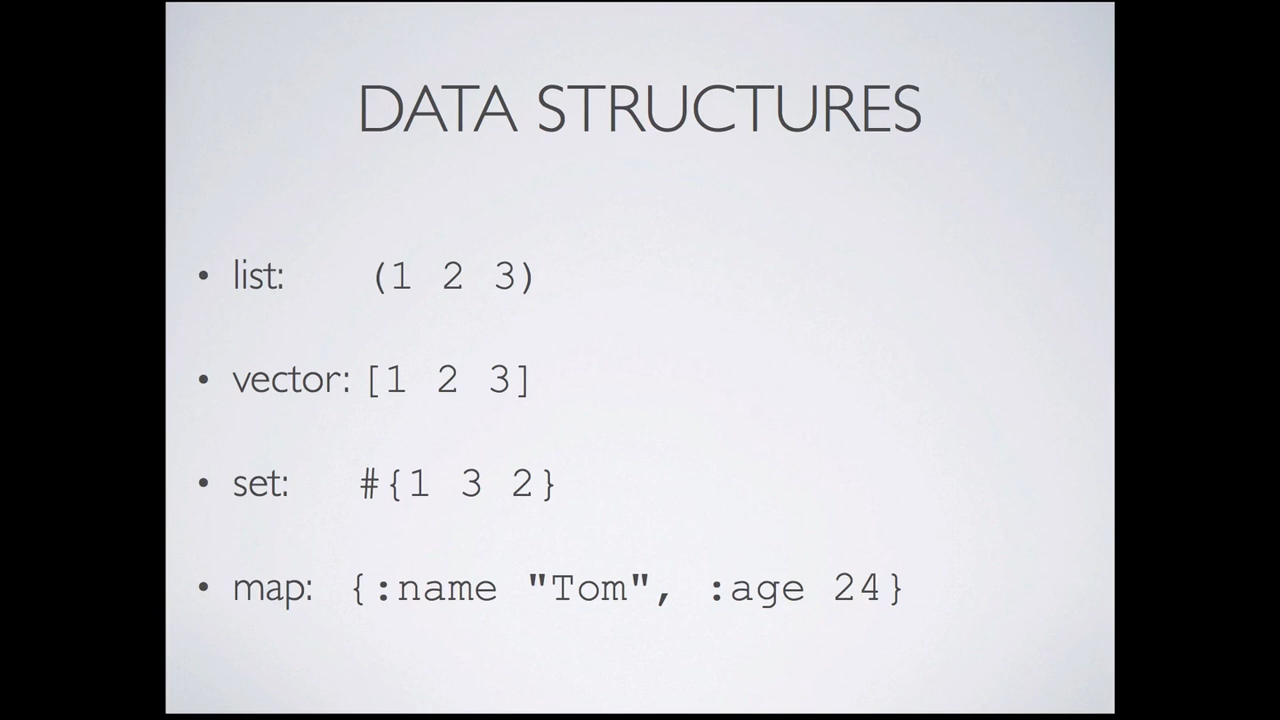 DATA STRUCTURES
• list: (1 2 3)
• vector: [1 2 3]
• set: #{1 3 2}
• map: {:name "Tom", :age 24}